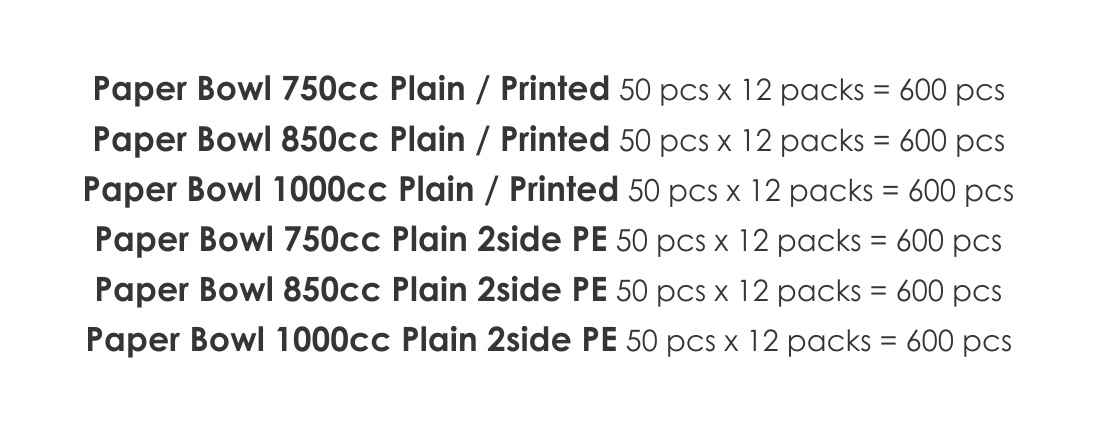 Paper Bowl 750cc Plain / Printed 50 pcs x 12 packs = 600 pcs
Paper Bowl 850cc Plain / Printed 50 pcs x 12 packs = 600 pcs
Paper Bowl 1000cc Plain / Printed 50 pcs x 12 packs = 600 pcs
Paper Bowl 750cc Plain 2side PE 50 pcs x 12 packs = 600 pcs
Paper Bowl 850cc Plain 2side PE 50 pcs x 12 packs = 600 pcs
Paper Bowl 1000cc Plain 2side PE 50 pcs x 12 packs = 600 pcs